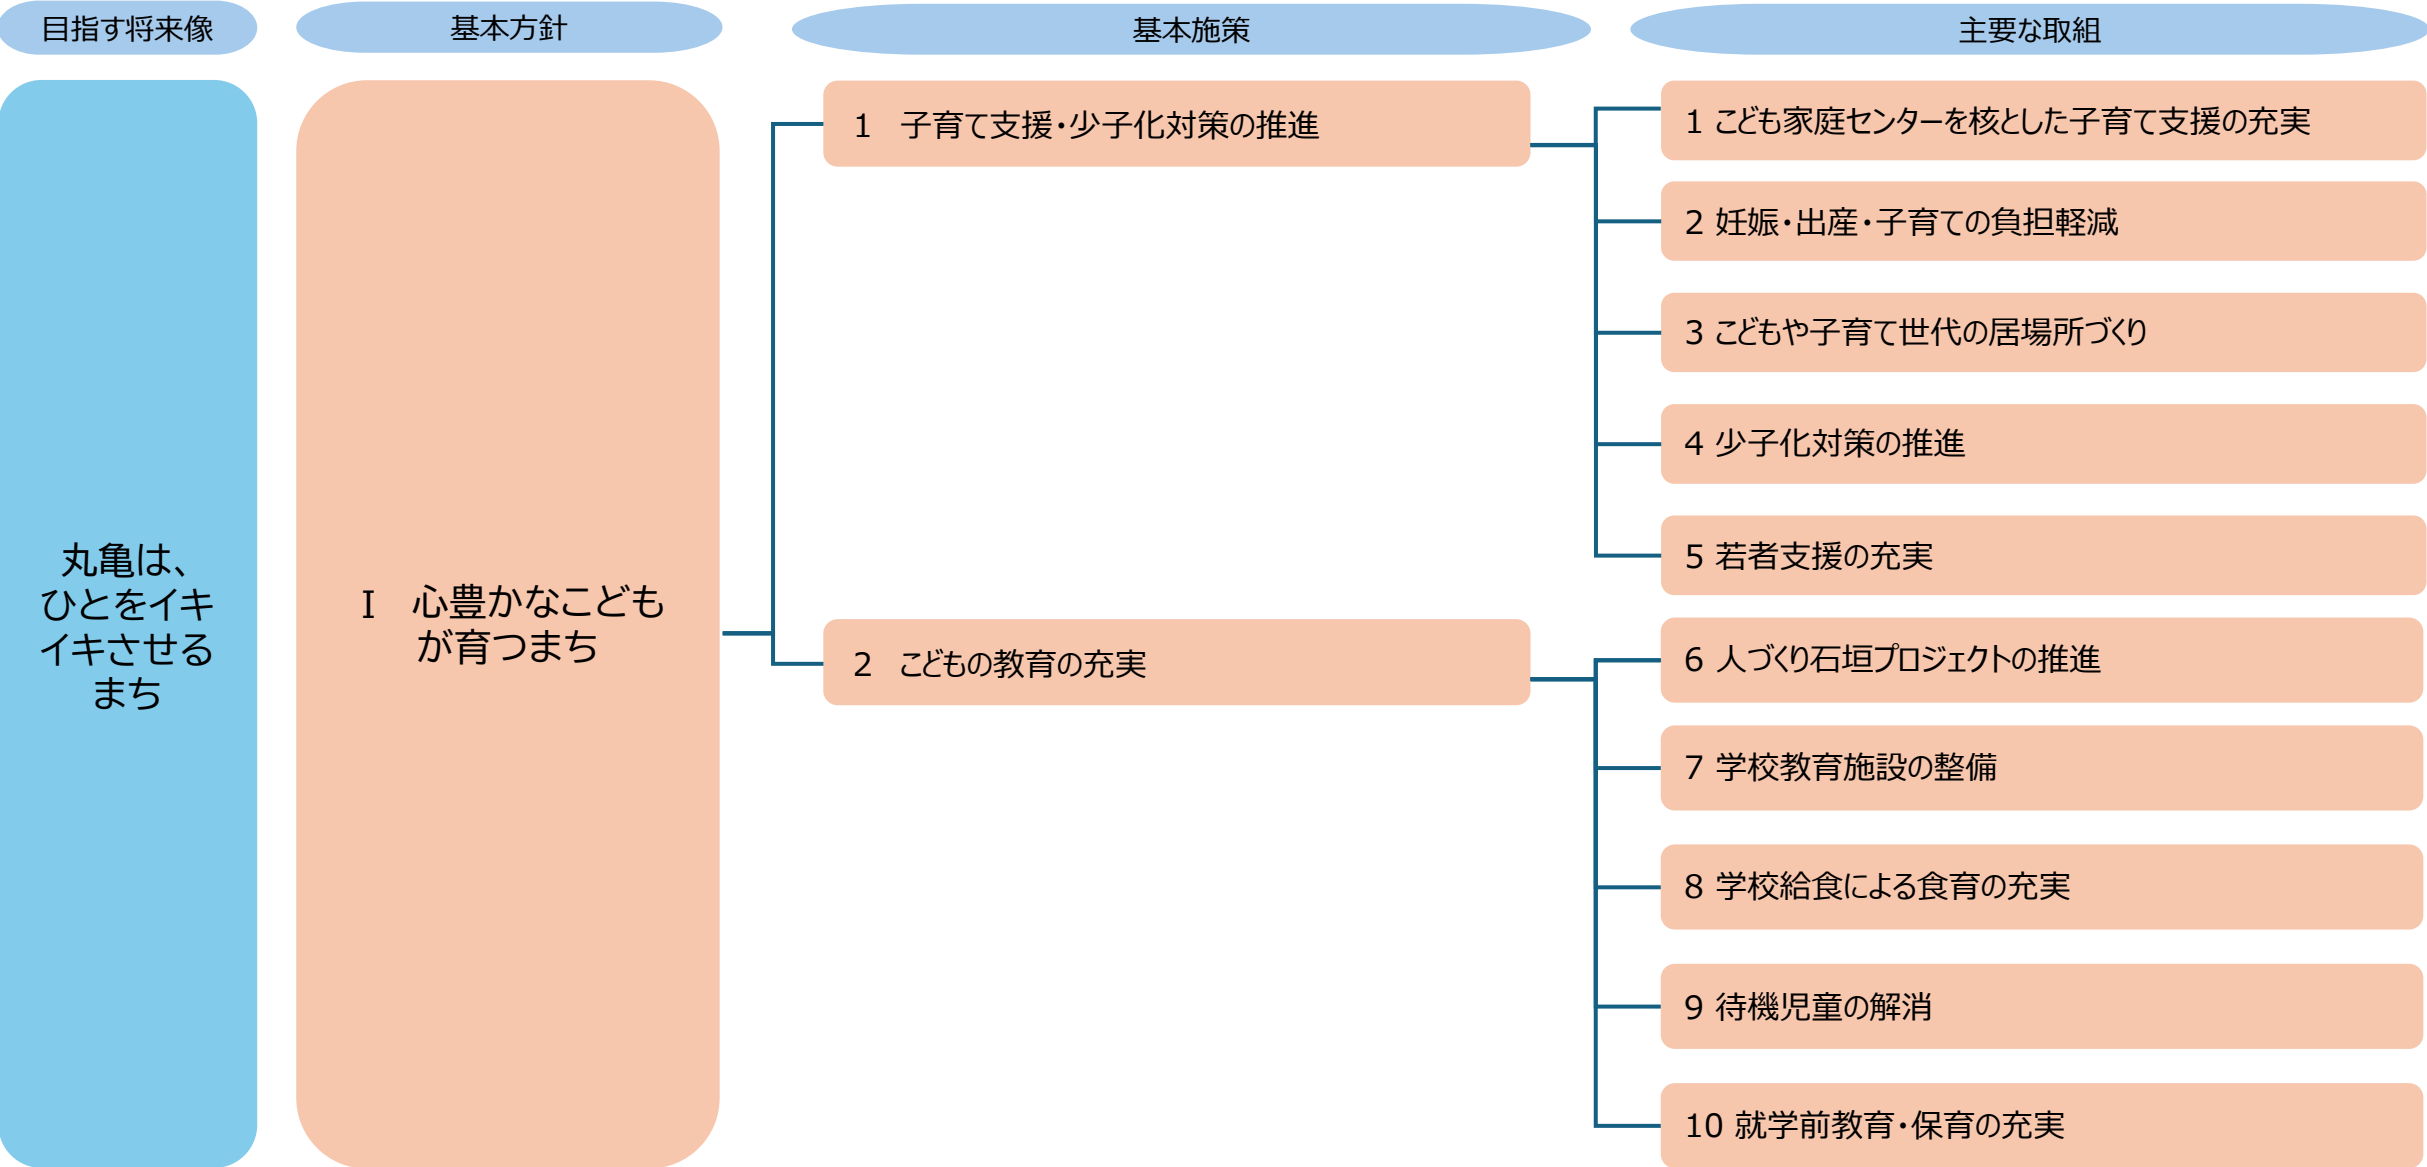 目指す将来像
基本方針
基本施策
主要な取組
丸亀は、
ひとをイキ
イキさせる
まち
Ⅰ　心豊かなこども
が育つまち
1　子育て支援・少子化対策の推進
1 こども家庭センターを核とした子育て支援の充実
2 妊娠・出産・子育ての負担軽減
3 こどもや子育て世代の居場所づくり
4 少子化対策の推進
5 若者支援の充実
2　こどもの教育の充実
6 人づくり石垣プロジェクトの推進
7 学校教育施設の整備
8 学校給食による食育の充実
9 待機児童の解消
10 就学前教育・保育の充実